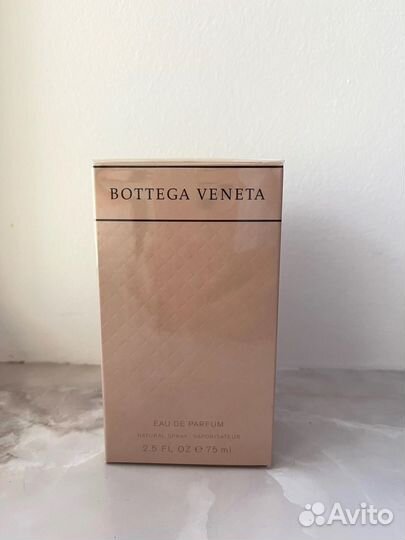 BOTTEGA VENETA
EAU DE PARFUM
NATURAL SPRAY - VAPORISATEUR
2.5 FL OZ ℮ 75 ml
Avito